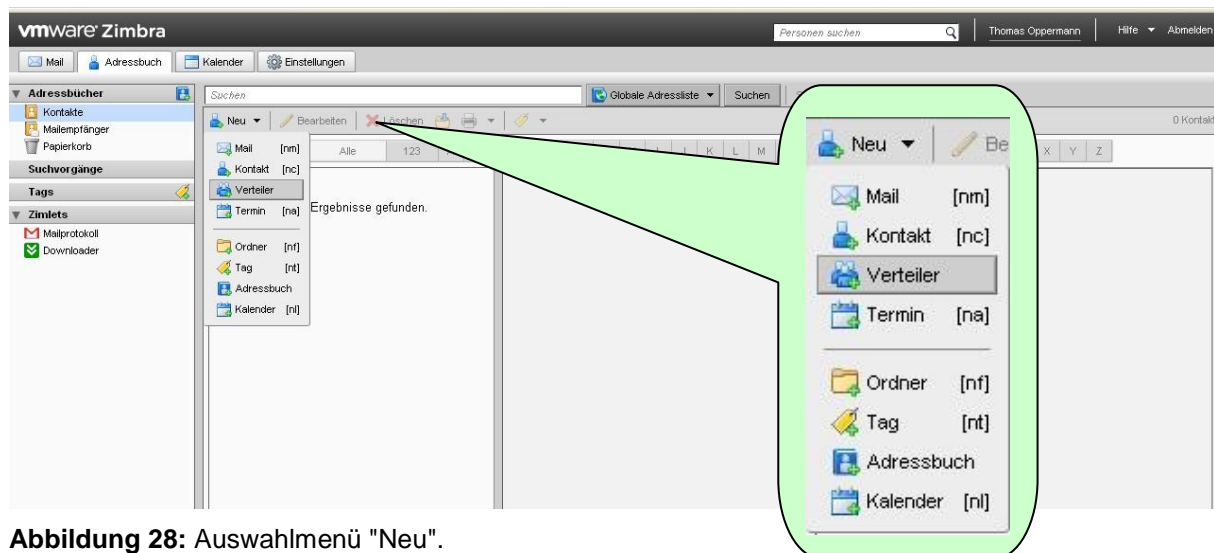 vmware Zimbra
Personen suchen
Thomas Oppermann
Hilfe
Abmelden
Mail
Adressbuch
Kalender
Einstellungen
Adressbücher
Kontakte
Mailempfänger
Papierkorb
Suchvorgänge
Tags
Zimlets
Mailprotokoll
Downloader
Suchen
Globale Adressliste
Suchen
Neu
Bearbeiten
Löschen
Alle
123
K
L
M
X
Y
Z
Mail [nm]
Kontakt [nc]
Verteiler
Termin [na]
Ordner [nf]
Tag [nt]
Adressbuch
Kalender [nl]
Ergebnisse gefunden.
Neu
Be
Mail [nm]
Kontakt [nc]
Verteiler
Termin [na]
Ordner [nf]
Tag [nt]
Adressbuch
Kalender [nl]
Abbildung 28: Auswahlmenü "Neu".